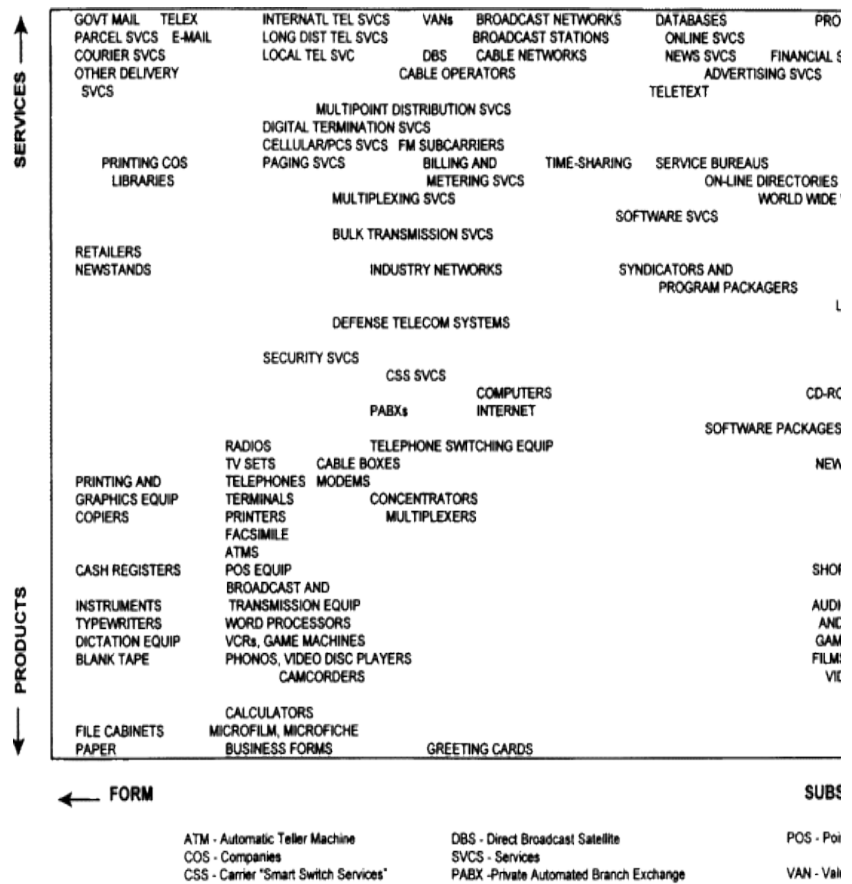 GOVT MAIL TELEX INTERNATL TEL SVCS VANs BROADCAST NETWORKS DATABASES
PARCEL SVCS E-MAIL LONG DIST TEL SVCS BROADCAST STATIONS ONLINE SVCS
COURIER SVCS LOCAL TEL SVC DBS CABLE NETWORKS NEWS SVCS FINANCIAL
OTHER DELIVERY CABLE OPERATORS ADVERTISING SVCS
SVCS TELETEXT
MULTIPOINT DISTRIBUTION SVCS
DIGITAL TERMINATION SVCS
CELLULAR/PCS SVCS FM SUBCARRIERS
PRINTING COS PAGING SVCS BILLING AND TIME-SHARING SERVICE BUREAUS
LIBRARIES METERING SVCS ON-LINE DIRECTORIES
MULTIPLEXING SVCS WORLD WIDE
SOFTWARE SVCS
BULK TRANSMISSION SVCS
RETAILERS
NEWSTANDS INDUSTRY NETWORKS SYNDICATORS AND
PROGRAM PACKAGERS
DEFENSE TELECOM SYSTEMS
SECURITY SVCS
CSS SVCS
COMPUTERS
PABXs INTERNET
SOFTWARE PACKAGES
RADIOS TELEPHONE SWITCHING EQUIP
TV SETS CABLE BOXES
PRINTING AND TELEPHONES MODEMS
GRAPHICS EQUIP TERMINALS CONCENTRATORS
COPIERS PRINTERS MULTIPLEXERS
FACSIMILE
ATMS
CASH REGISTERS POS EQUIP
BROADCAST AND
INSTRUMENTS TRANSMISSION EQUIP
TYPEWRITERS WORD PROCESSORS
DICTATION EQUIP VCRs, GAME MACHINES
BLANK TAPE PHONOS, VIDEO DISC PLAYERS
CAMCORDERS
CALCULATORS
FILE CABINETS MICROFILM, MICROFICHE
PAPER BUSINESS FORMS GREETING CARDS
SERVICES
PRODUCTS
FORM
ATM - Automatic Teller Machine DBS - Direct Broadcast Satellite POS -
COS - Companies SVCS - Services
CSS - Carrier "Smart Switch Services" PABX -Private Automated Branch Exchange VAN -